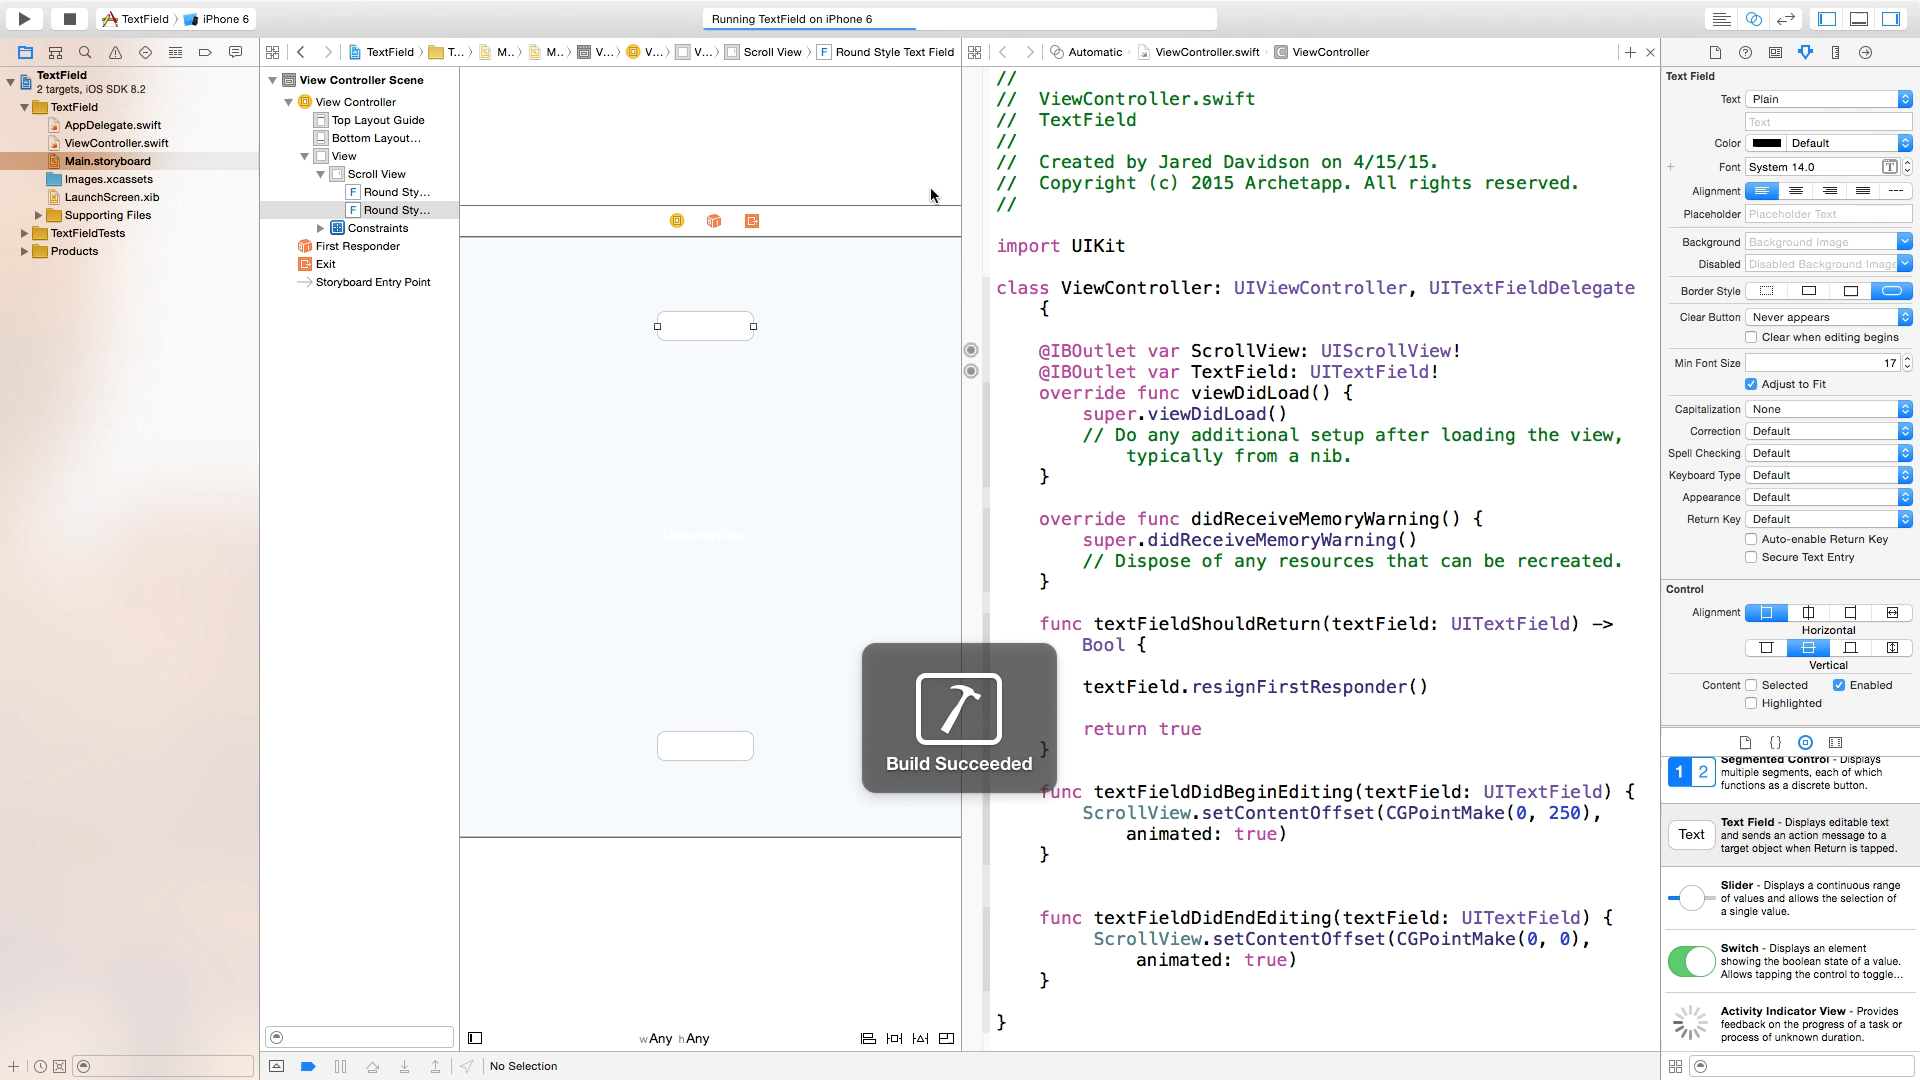 TextField
iPhone 6
Running TextField on iPhone 6
TextField
T...
M...
M...
V...
V...
V...
Scroll View
Round Style Text Field
Automatic
ViewController.swift
ViewController
TextField
2 targets, iOS SDK 8.2
TextField
AppDelegate.swift
ViewController.swift
Main.storyboard
Images.xcassets
LaunchScreen.xib
Supporting Files
TextFieldTests
Products
View Controller Scene
View Controller
Top Layout Guide
Bottom Layout...
View
Scroll View
F Round Sty...
F Round Sty...
Constraints
First Responder
Exit
Storyboard Entry Point
wAny hAny
No Selection
//
// ViewController.swift
// TextField
//
// Created by Jared Davidson on 4/15/15.
// Copyright (c) 2015 Archetapp. All rights reserved.
//
import UIKit
class ViewController: UIViewController, UITextFieldDelegate
{
@IBOutlet var ScrollView: UIScrollView!
@IBOutlet var TextField: UITextField!
override func viewDidLoad() {
super.viewDidLoad()
// Do any additional setup after loading the view,
typically from a nib.
}
override func didReceiveMemoryWarning() {
super.didReceiveMemoryWarning()
// Dispose of any resources that can be recreated.
}
func textFieldShouldReturn(textField: UITextField) ->
Bool {
textField.resignFirstResponder()
return true
}
func textFieldDidBeginEditing(textField: UITextField) {
ScrollView.setContentOffset(CGPointMake(0, 250),
animated: true)
}
func textFieldDidEndEditing(textField: UITextField) {
ScrollView.setContentOffset(CGPointMake(0, 0),
animated: true)
}
}
Build Succeeded
Text Field
Text Plain
Text
Color Default
Font System 14.0
Alignment
Placeholder Placeholder Text
Background Background Image
Disabled Disabled Background Image
Border Style
Clear Button Never appears
Clear when editing begins
Min Font Size 17
Adjust to Fit
Capitalization None
Correction Default
Spell Checking Default
Keyboard Type Default
Appearance Default
Return Key Default
Auto-enable Return Key
Secure Text Entry
Control
Alignment
Horizontal
Vertical
Content Selected Enabled
Highlighted
1 2
Segmented Control - Displays
multiple segments, each of which
functions as a discrete button.
Text
Text Field - Displays editable text
and sends an action message to a
target object when Return is tapped.
Slider - Displays a continuous range
of values and allows the selection of
a single value.
Switch - Displays an element
showing the boolean state of a value.
Allows tapping the control to toggle...
Activity Indicator View - Provides
feedback on the progress of a task or
process of unknown duration.